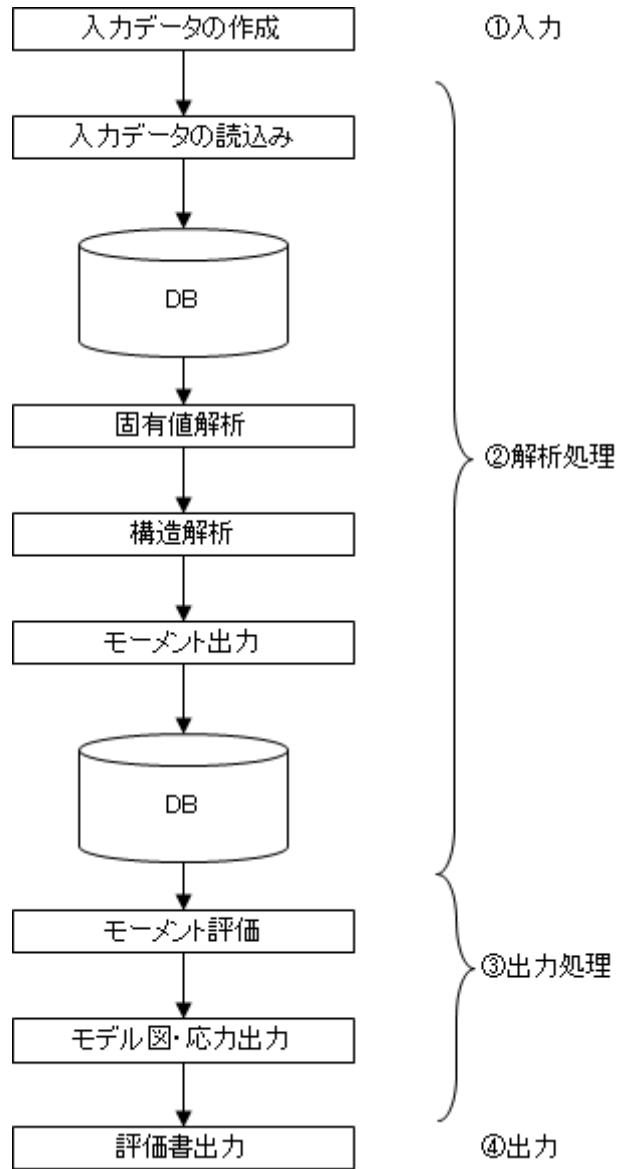 入力データの作成
①入力
入力データの読込み
DB
固有値解析
②解析処理
構造解析
モーメント出力
DB
モーメント評価
③出力処理
モデル図・応力出力
評価書出力
④出力